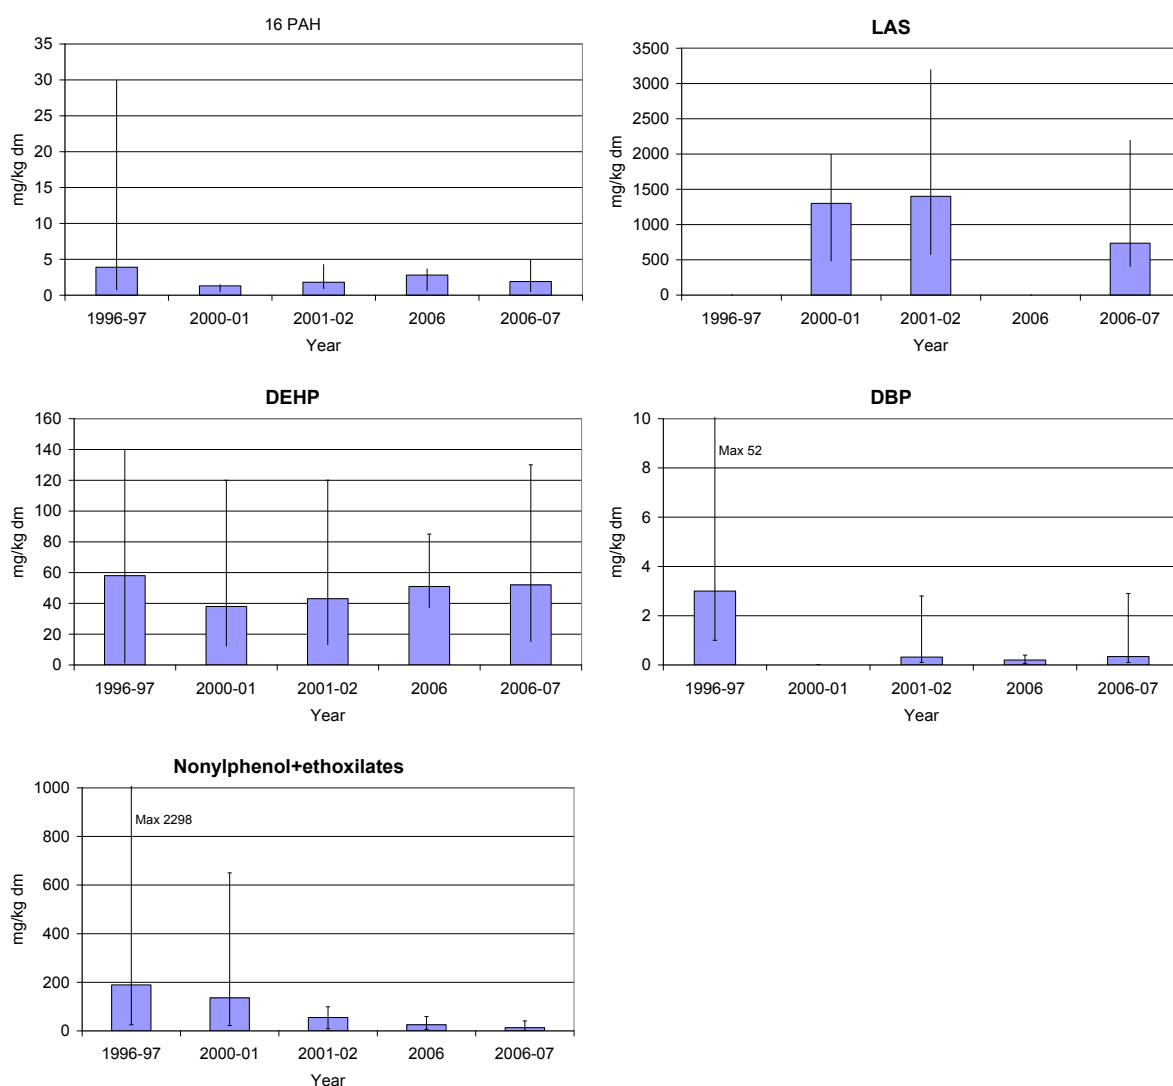 16 PAH
35
30
25
20
15
10
5
0
mg/kg dm
1996-97 2000-01 2001-02 2006 2006-07
Year
LAS
3500
3000
2500
2000
1500
1000
500
0
mg/kg dm
1996-97 2000-01 2001-02 2006 2006-07
Year
DEHP
160
140
120
100
80
60
40
20
0
mg/kg dm
1996-97 2000-01 2001-02 2006 2006-07
Year
DBP
10
8
6
4
2
0
mg/kg dm
Max 52
1996-97 2000-01 2001-02 2006 2006-07
Year
Nonylphenol+ethoxilates
1000
800
600
400
200
0
mg/kg dm
Max 2298
1996-97 2000-01 2001-02 2006 2006-07
Year